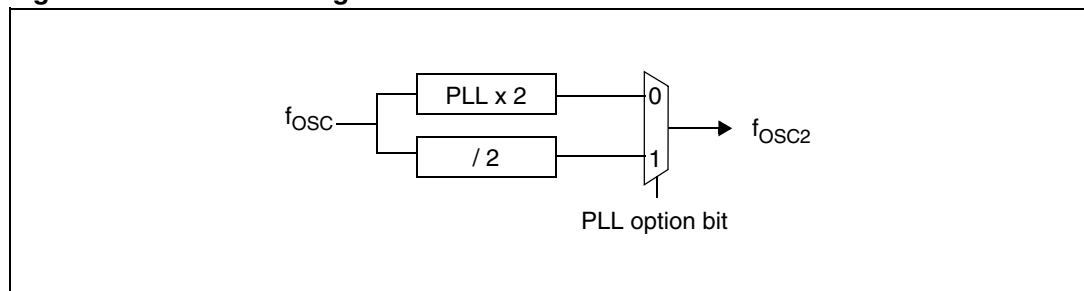 PLL x 2
0
fOSC
fOSC2
/ 2
1
PLL option bit